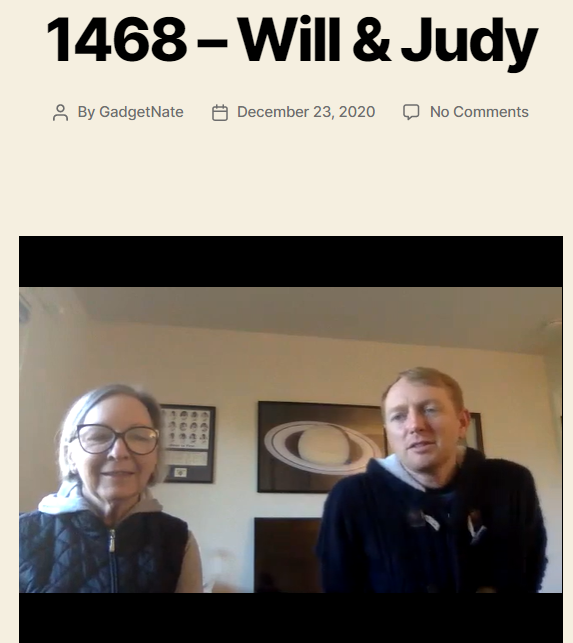 1468 – Will & Judy
By GadgetNate December 23, 2020 No Comments